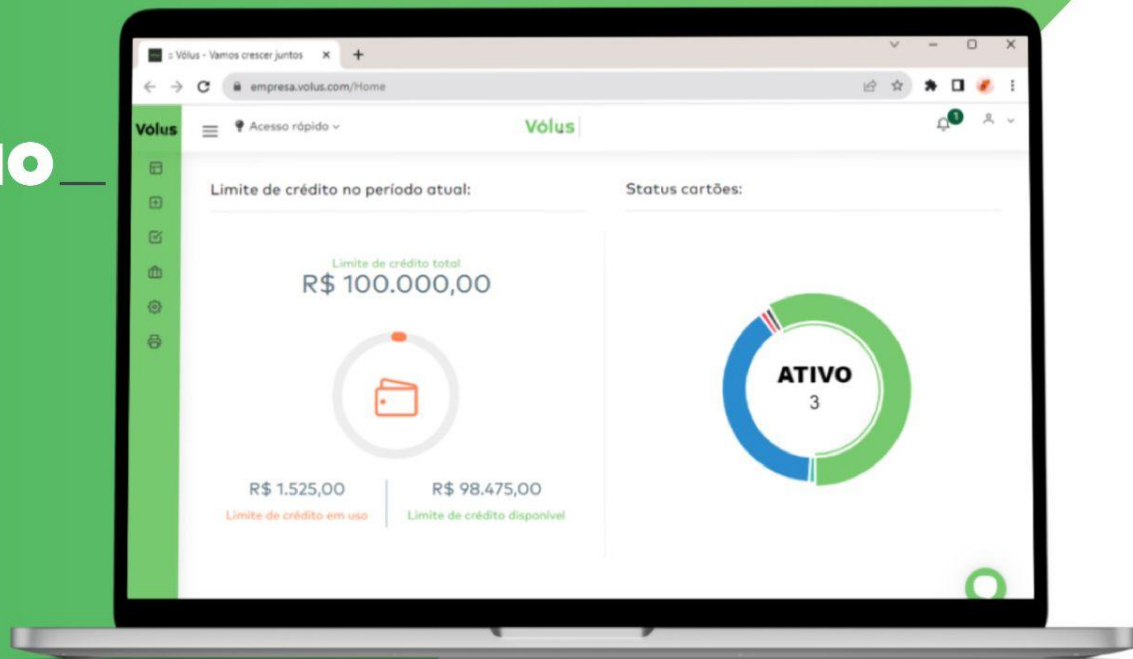 :: Vólus - Vamos crescer juntos
empresa.volus.com/Home
Vólus
Acesso rápido
Vólus
1
IO_
Limite de crédito no período atual:
Status cartões:
Limite de crédito total
R$ 100.000,00
ATIVO
3
R$ 1.525,00
R$ 98.475,00
Limite de crédito em uso
Limite de crédito disponível